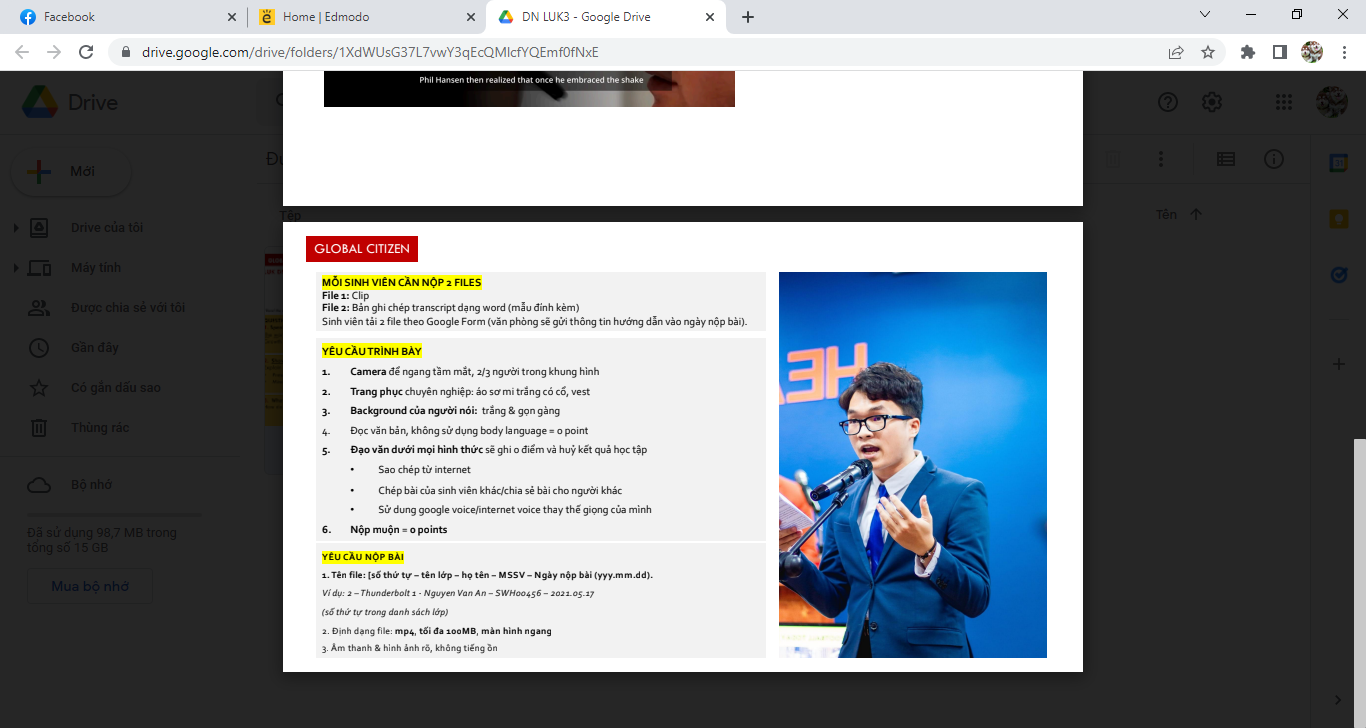 Facebook
Home | Edmodo
DN LUK3 - Google Drive
drive.google.com/drive/folders/1XdWUsG37L7vwY3qEcQMIcfYQEmf0fNxE
Phil Hansen then realized that once he embraced the shake
Drive
Mới
Drive của tôi
Máy tính
Được chia sẻ với tôi
Gần đây
Có gắn dấu sao
Thùng rác
Bộ nhớ
Đã sử dụng 98,7 MB trong
tổng số 15 GB
Mua bộ nhớ
Tệp
Tên
GLOBAL CITIZEN
MỖI SINH VIÊN CẦN NỘP 2 FILES
File 1: Clip
File 2: Bản ghi chép transcript dạng word (mẫu đính kèm)
Sinh viên tải 2 file theo Google Form (văn phòng sẽ gửi thông tin hướng dẫn vào ngày nộp bài).
YÊU CẦU TRÌNH BÀY
1. Camera để ngang tầm mắt, 2/3 người trong khung hình
2. Trang phục chuyên nghiệp: áo sơ mi trắng có cổ, vest
3. Background của người nói: trắng & gọn gàng
4. Đọc văn bản, không sử dụng body language = 0 point
5. Đạo văn dưới mọi hình thức sẽ ghi 0 điểm và huỷ kết quả học tập
• Sao chép từ internet
• Chép bài của sinh viên khác/chia sẻ bài cho người khác
• Sử dung google voice/internet voice thay thế giọng của mình
6. Nộp muộn = 0 points
YÊU CẦU NỘP BÀI
1. Tên file: [số thứ tự – tên lớp – họ tên – MSSV – Ngày nộp bài (yyy.mm.dd).
Ví dụ: 2 – Thunderbolt 1 - Nguyen Van An – SWH00456 – 2021.05.17
(số thứ tự trong danh sách lớp)
2. Định dạng file: mp4, tối đa 100MB, màn hình ngang
3. Âm thanh & hình ảnh rõ, không tiếng ồn